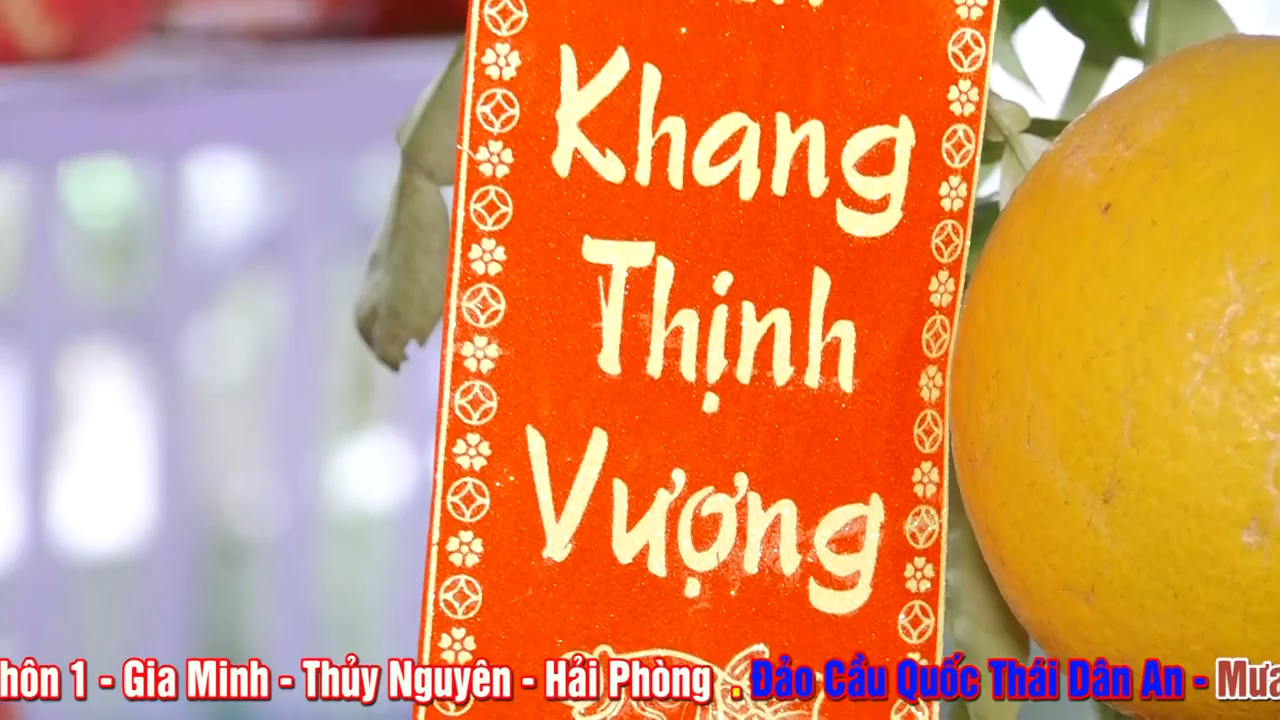 Khang
Thịnh
Vượng
hôn 1 - Gia Minh - Thủy Nguyên - Hải Phòng . Đảo Cầu Quốc Thái Dân An - Mưa